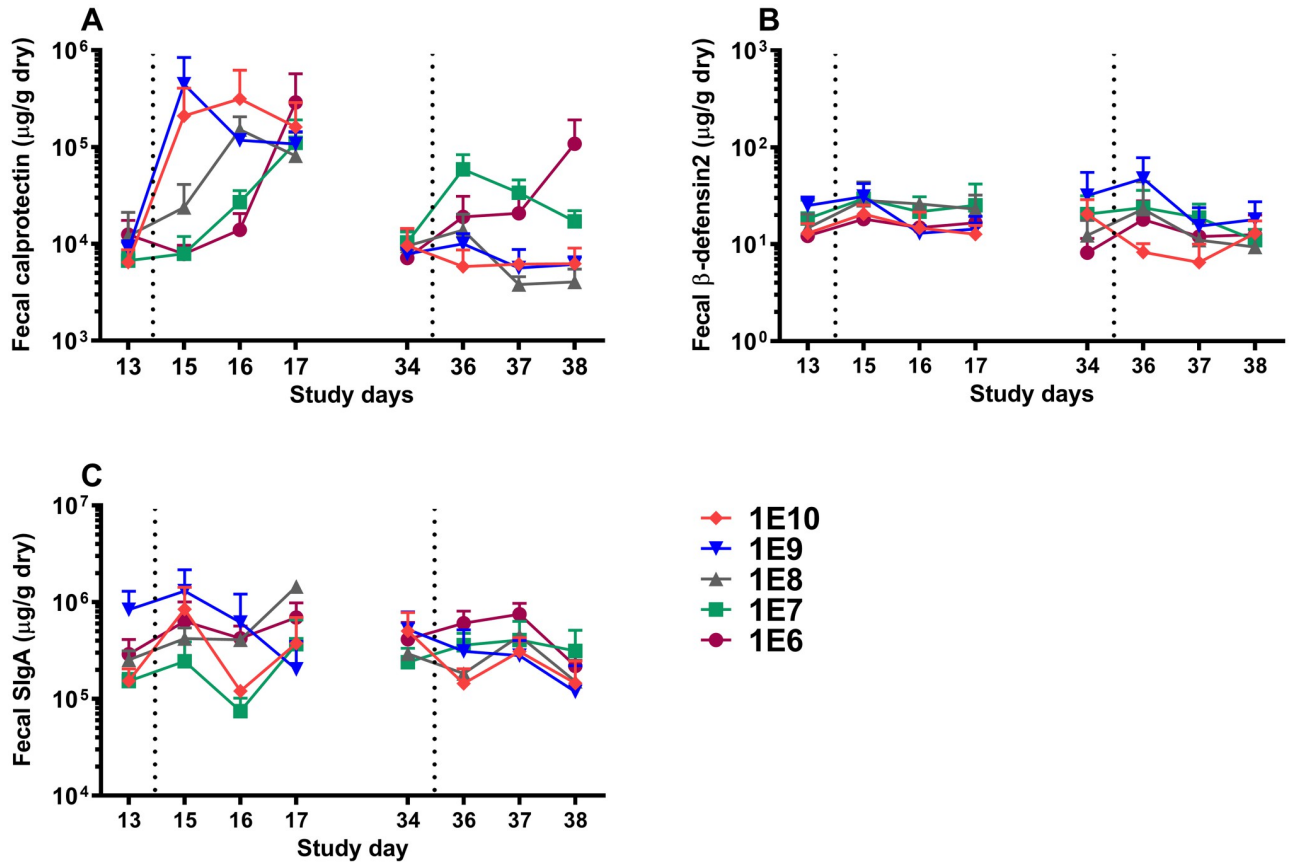 A
Fecal calprotectin (μg/g dry)
10⁶
10⁵
10⁴
10³
13 15 16 17 34 36 37 38
Study days
B
Fecal β-defensin2 (μg/g dry)
10³
10²
10¹
10⁰
13 15 16 17 34 36 37 38
Study days
C
Fecal SIgA (μg/g dry)
10⁷
10⁶
10⁵
10⁴
13 15 16 17 34 36 37 38
Study day
1E10
1E9
1E8
1E7
1E6